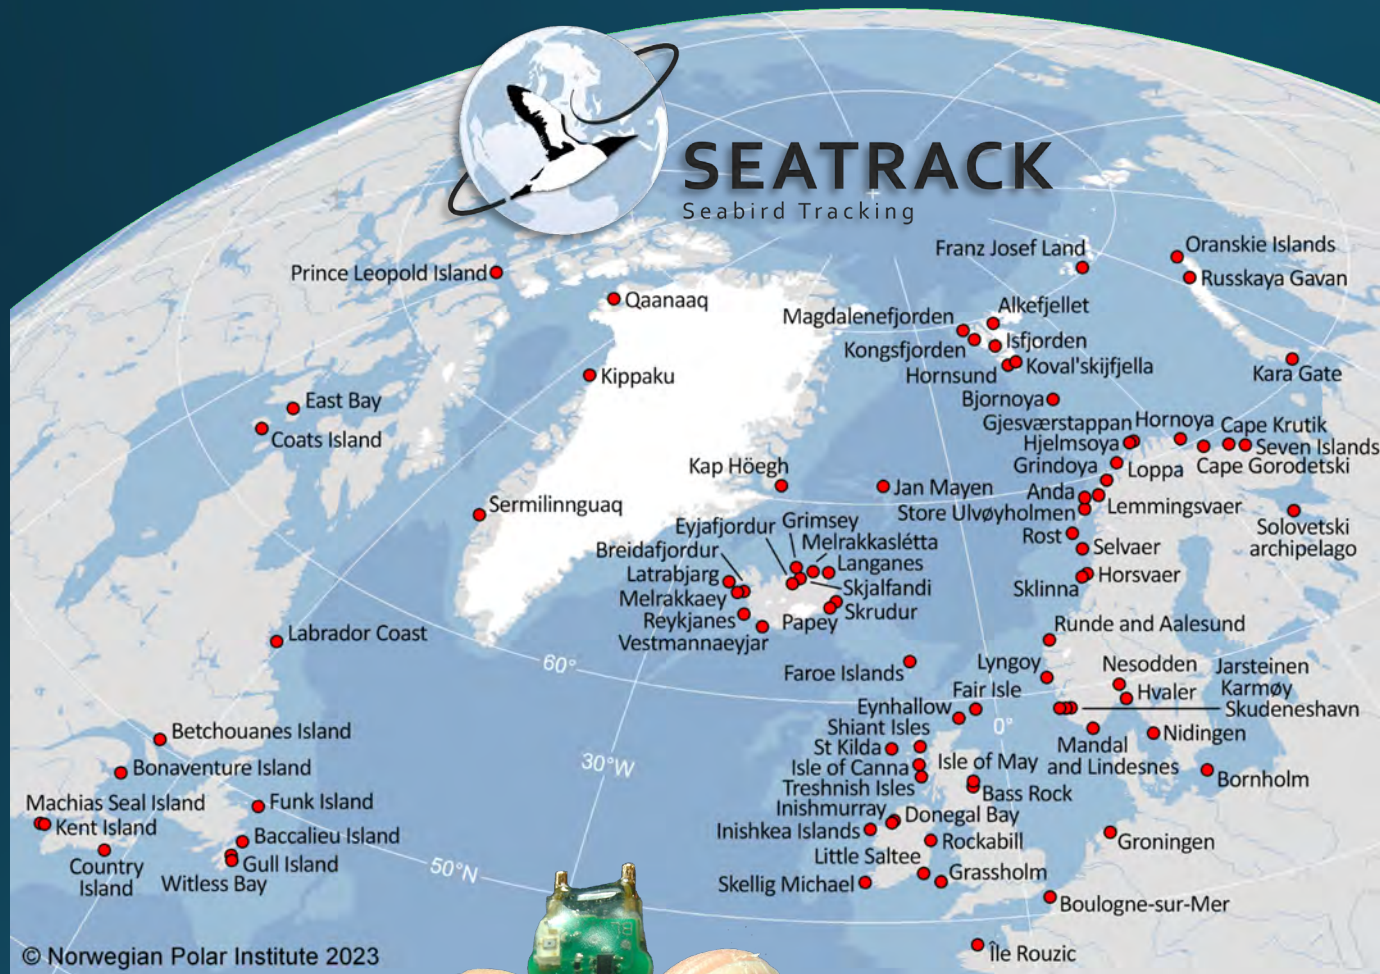 SEATRACK
Seabird Tracking
Franz Josef Land
Oranskie Islands
Russkaya Gavan
Prince Leopold Island
Qaanaaq
Alkefjellet
Magdalenefjorden
Isfjorden
Kongsfjorden
Koval'skijfjella
Hornsund
Kara Gate
Kippaku
Bjornoya
East Bay
Gjesværstappan
Hornoya
Cape Krutik
Coats Island
Hjelmsoya
Seven Islands
Grindoya
Loppa
Cape Gorodetski
Kap Höegh
Jan Mayen
Anda
Lemmingsvaer
Sermilinnguaq
Store Ulvøyholmen
Eyjafjordur
Grimsey
Rost
Solovetski
archipelago
Melrakkaslétta
Breidafjordur
Selvaer
Langanes
Latrabjarg
Horsvaer
Skjalfandi
Sklinna
Melrakkaey
Skrudur
Reykjanes
Papey
Vestmannaeyjar
Runde and Aalesund
Labrador Coast
60°
Faroe Islands
Lyngoy
Nesodden
Jarsteinen
Hvaler
Karmøy
Fair Isle
Skudeneshavn
Eynhallow
Shiant Isles
0°
Betchouanes Island
St Kilda
Nidingen
Mandal
and Lindesnes
30°W
Isle of Canna
Isle of May
Bonaventure Island
Bornholm
Treshnish Isles
Bass Rock
Machias Seal Island
Funk Island
Inishmurray
Donegal Bay
Kent Island
Inishkea Islands
Baccalieu Island
Rockabill
Groningen
Country
Island
Gull Island
Little Saltee
50°N
Grassholm
Witless Bay
Skellig Michael
Boulogne-sur-Mer
Île Rouzic
© Norwegian Polar Institute 2023